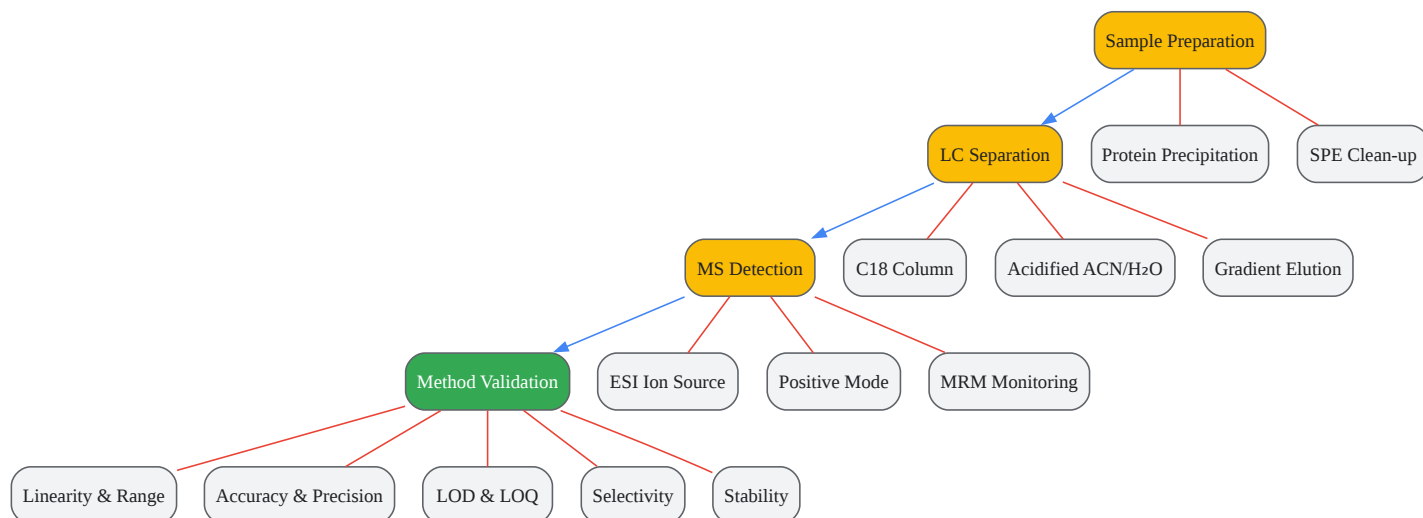 Sample Preparation
LC Separation
Protein Precipitation
SPE Clean-up
MS Detection
C18 Column
Acidified ACN/H₂O
Gradient Elution
Method Validation
ESI Ion Source
Positive Mode
MRM Monitoring
Linearity & Range
Accuracy & Precision
LOD & LOQ
Selectivity
Stability